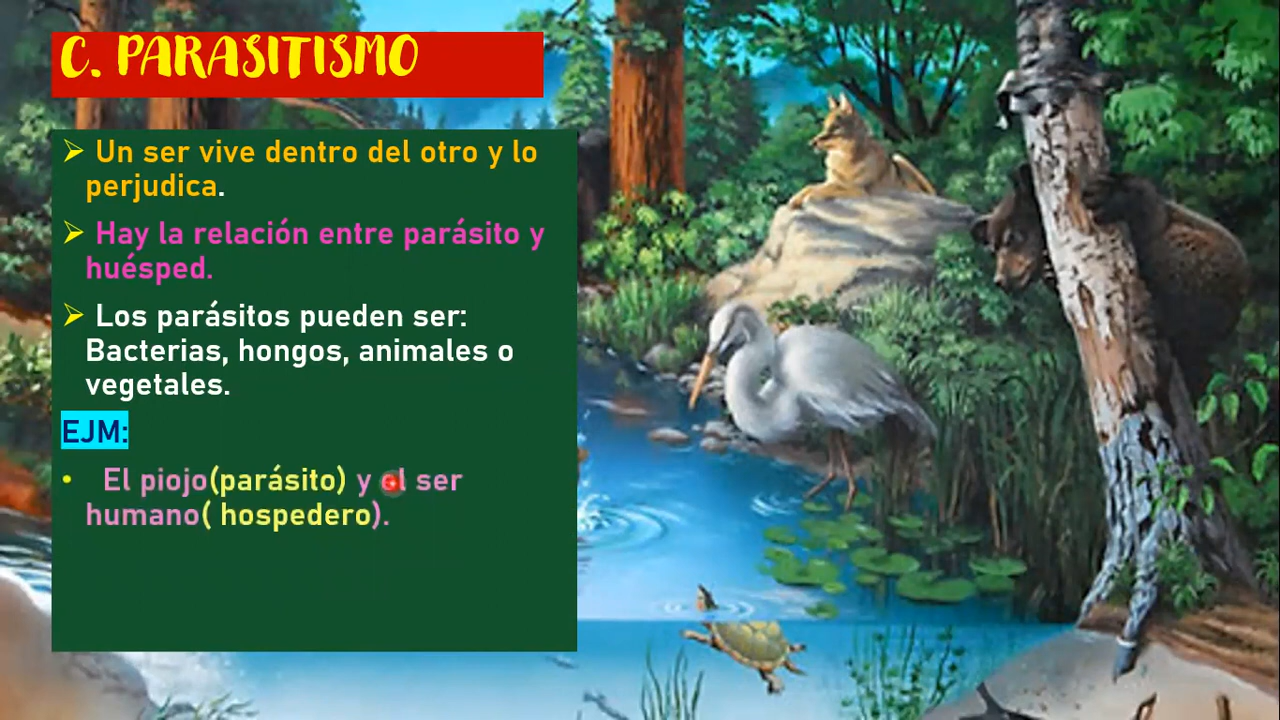 C. PARASITISMO
Un ser vive dentro del otro y lo
perjudica.
Hay la relación entre parásito y
huésped.
Los parásitos pueden ser:
Bacterias, hongos, animales o
vegetales.
EJM:
El piojo(parásito) y el ser
humano( hospedero).